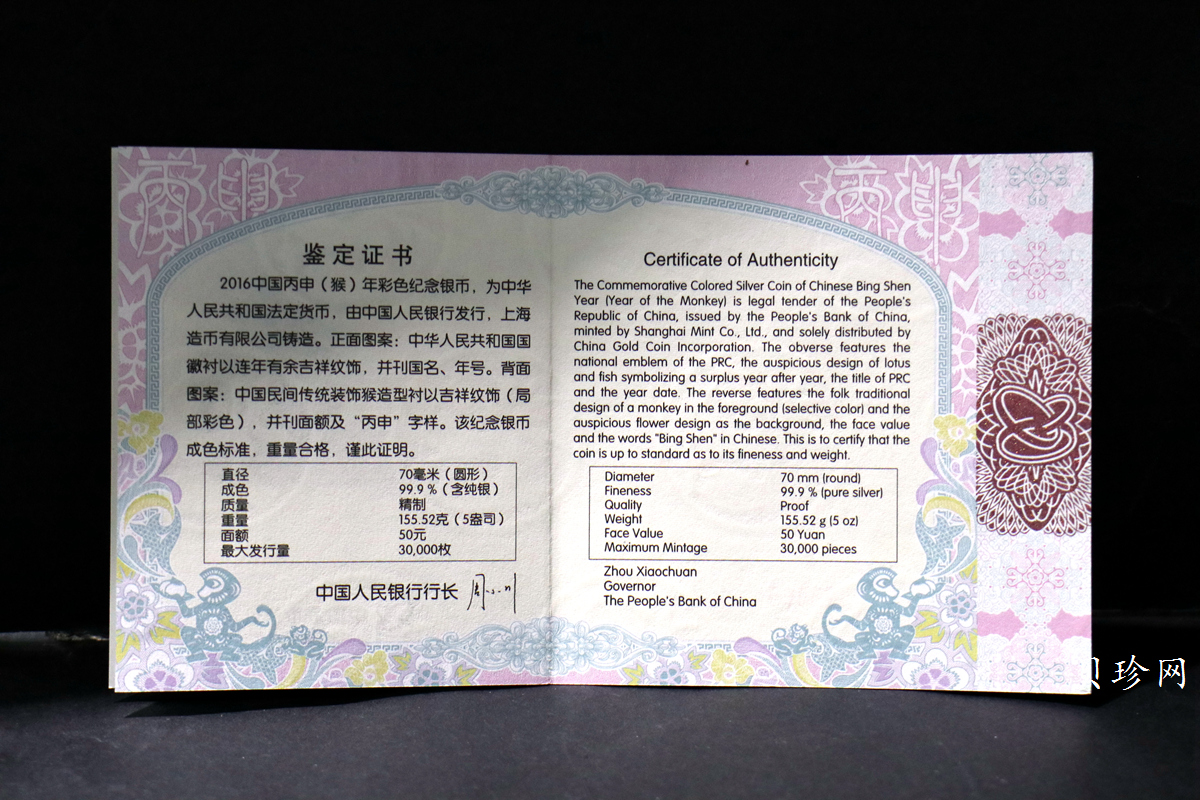 鉴定证书
2016中国丙申（猴）年彩色纪念银币，为中华
人民共和国法定货币，由中国人民银行发行，上海
造币有限公司铸造。正面图案：中华人民共和国国
徽衬以连年有余吉祥纹饰，并刊国名、年号。背面
图案：中国民间传统装饰猴造型衬以吉祥纹饰（局
部彩色），并刊面额及“丙申”字样。该纪念银币
成色标准，重量合格，谨此证明。
直径 70毫米（圆形）
成色 99.9％（含纯银）
质量 精制
重量 155.52克（5盎司）
面额 50元
最大发行量 30,000枚
中国人民银行行长 周小川
Certificate of Authenticity
The Commemorative Colored Silver Coin of Chinese Bing Shen
Year (Year of the Monkey) is legal tender of the People's
Republic of China, issued by the People's Bank of China,
minted by Shanghai Mint Co., Ltd., and solely distributed by
China Gold Coin Incorporation. The obverse features the
national emblem of the PRC, the auspicious design of lotus
and fish symbolizing a surplus year after year, the title of PRC
and the year date. The reverse features the folk traditional
design of a monkey in the foreground (selective color) and the
auspicious flower design as the background, the face value
and the words "Bing Shen" in Chinese. This is to certify that the
coin is up to standard as to its fineness and weight.
Diameter 70 mm (round)
Fineness 99.9 % (pure silver)
Quality Proof
Weight 155.52 g (5 oz)
Face Value 50 Yuan
Maximum Mintage 30,000 pieces
Zhou Xiaochuan
Governor
The People's Bank of China
丙申
丙申
珍网